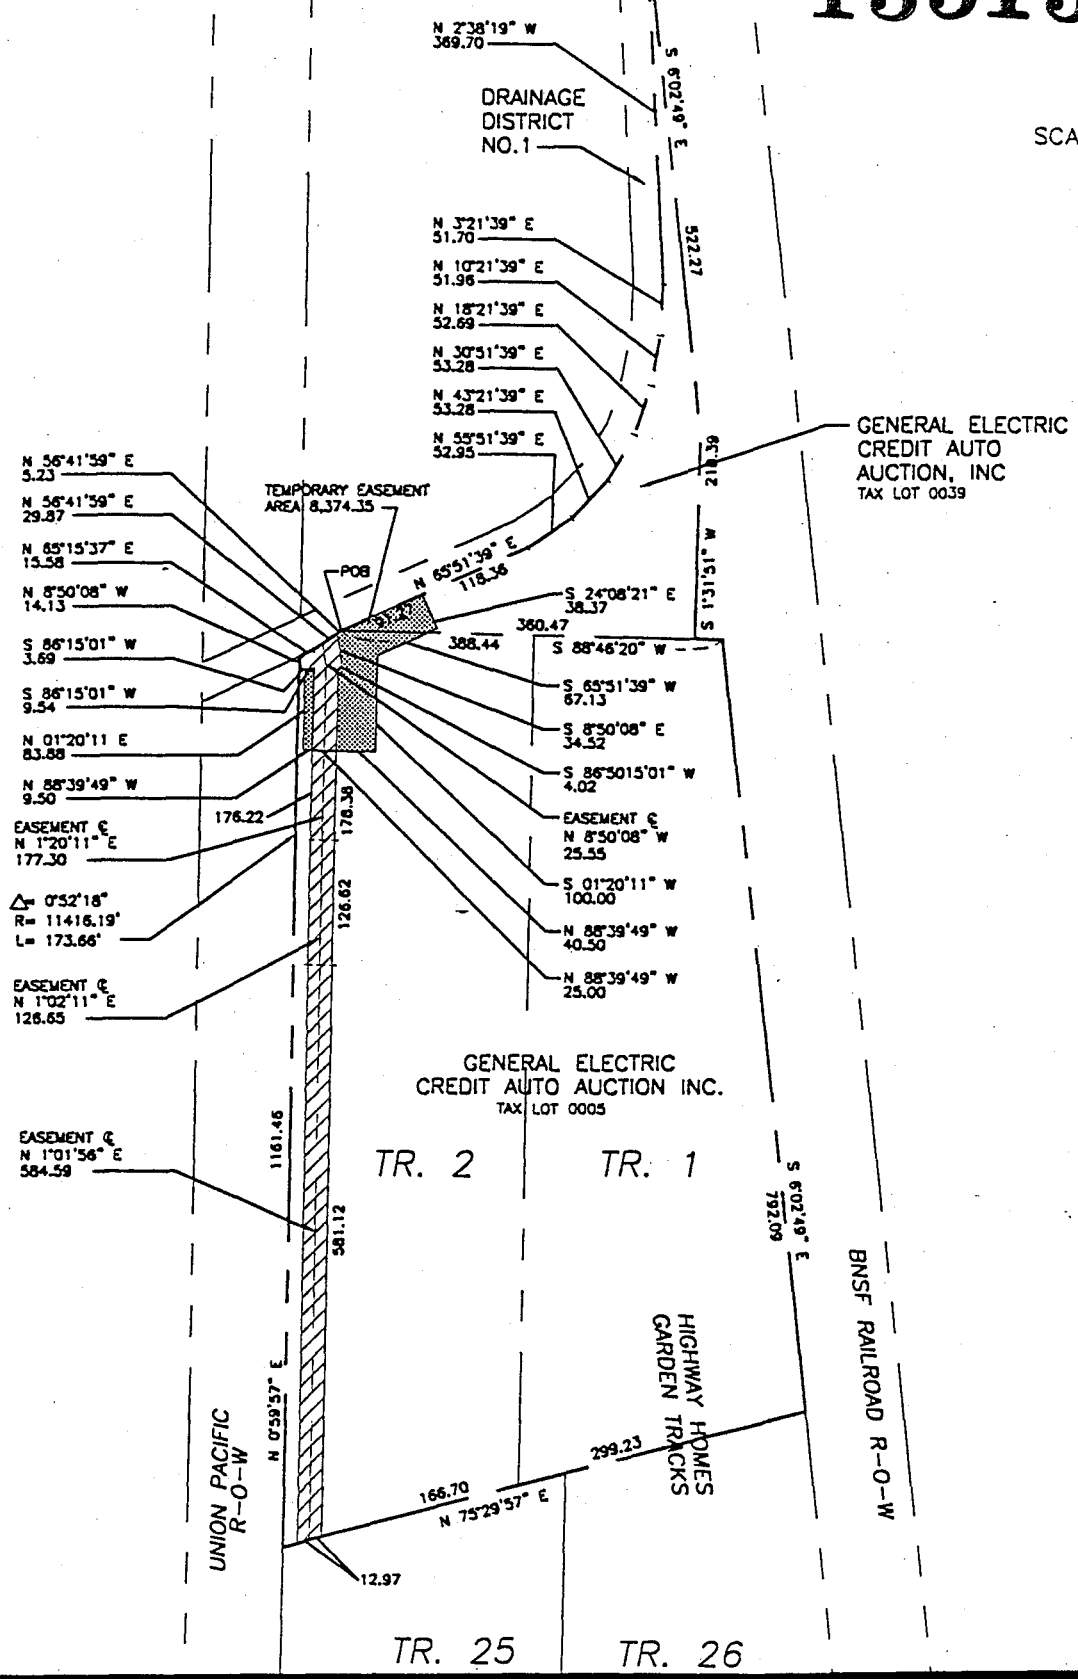 N 2°38'19" W
369.70
S 6°02'49" E
DRAINAGE
DISTRICT
NO.1
SCA
522.27
N 3°21'39" E
51.70
N 10°21'39" E
51.96
N 18°21'39" E
52.69
N 30°51'39" E
53.28
N 43°21'39" E
53.28
N 55°51'39" E
52.95
GENERAL ELECTRIC
CREDIT AUTO
AUCTION, INC
TAX LOT 0039
218.39
S 1°31'51" W
N 56°41'59" E
5.23
N 56°41'59" E
29.87
N 65°15'37" E
15.58
N 8°50'08" W
14.13
S 86°15'01" W
3.69
S 86°15'01" W
9.54
N 01°20'11 E
83.88
N 88°39'49" W
9.50
TEMPORARY EASEMENT
AREA 8,374.35
POB
N 65°51'39" E
118.36
S 24°08'21" E
38.37
360.47
388.44
S 88°46'20" W
S 65°51'39" W
67.13
S 8°50'08" E
34.52
S 86°5015'01" W
4.02
EASEMENT ℄
N 8°50'08" W
25.55
S 01°20'11" W
100.00
N 88°39'49" W
40.50
N 88°39'49" W
25.00
176.22
178.38
EASEMENT ℄
N 1°20'11" E
177.30
△= 0°52'18"
R= 11416.19'
L= 173.66'
126.62
EASEMENT ℄
N 1°02'11" E
126.65
GENERAL ELECTRIC
CREDIT AUTO AUCTION INC.
TAX LOT 0005
TR. 2
TR. 1
EASEMENT ℄
N 1°01'56" E
584.59
1161.46
581.12
S 6°02'49" E
792.09
N 0°59'57" E
UNION PACIFIC
R-O-W
HIGHWAY HOMES
GARDEN TRACKS
BNSF RAILROAD R-O-W
299.23
166.70
N 75°29'57" E
12.97
TR. 25
TR. 26